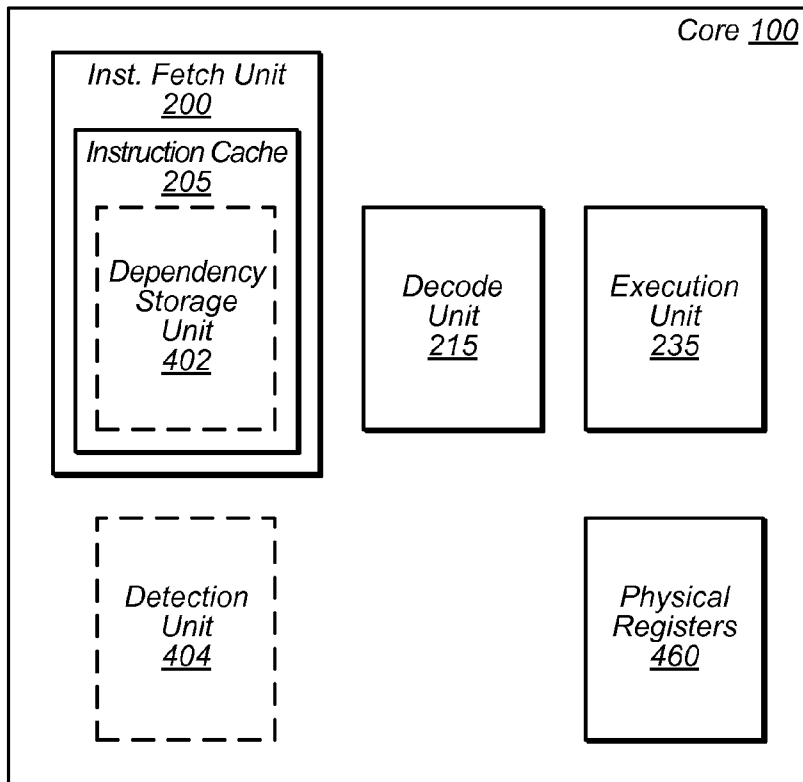 Core 100
Inst. Fetch Unit
200
Instruction Cache
205
Dependency
Storage
Unit
402
Decode
Unit
215
Execution
Unit
235
Detection
Unit
404
Physical
Registers
460